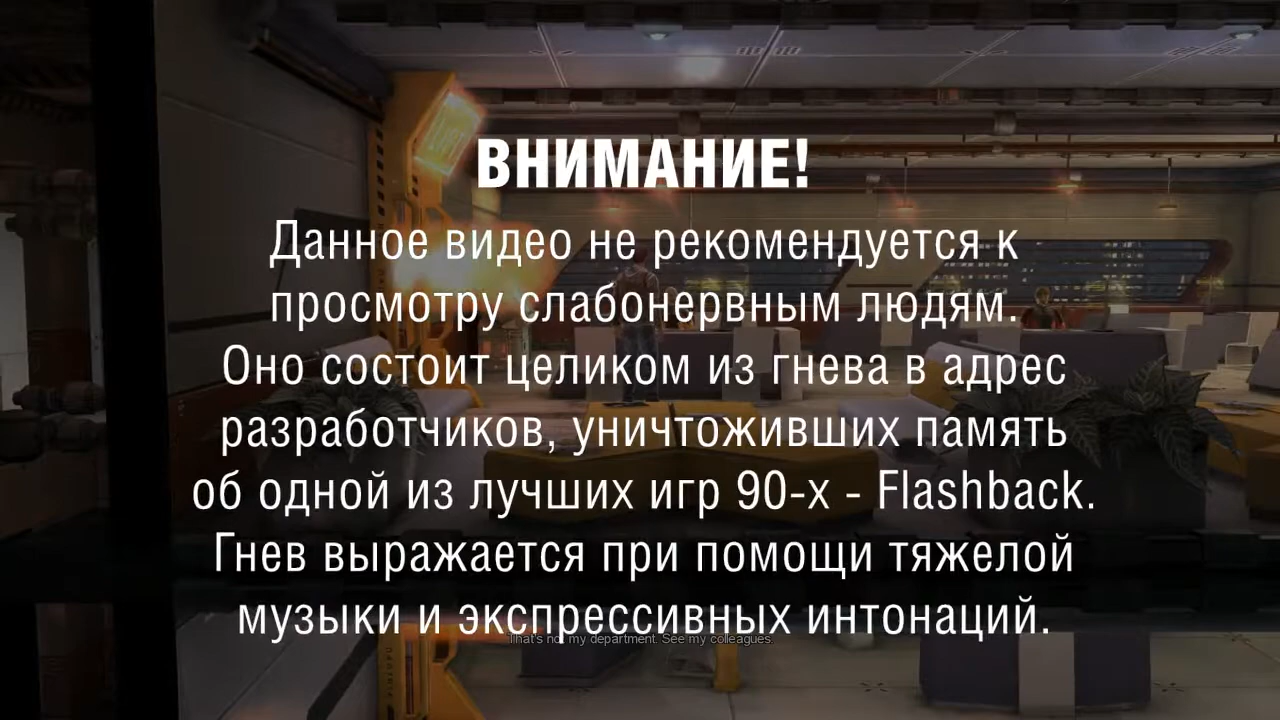 ВНИМАНИЕ!
Данное видео не рекомендуется к
просмотру слабонервным людям.
Оно состоит целиком из гнева в адрес
разработчиков, уничтоживших память
об одной из лучших игр 90-х - Flashback.
Гнев выражается при помощи тяжелой
музыки и экспрессивных интонаций.
That's not my department. See my colleagues.